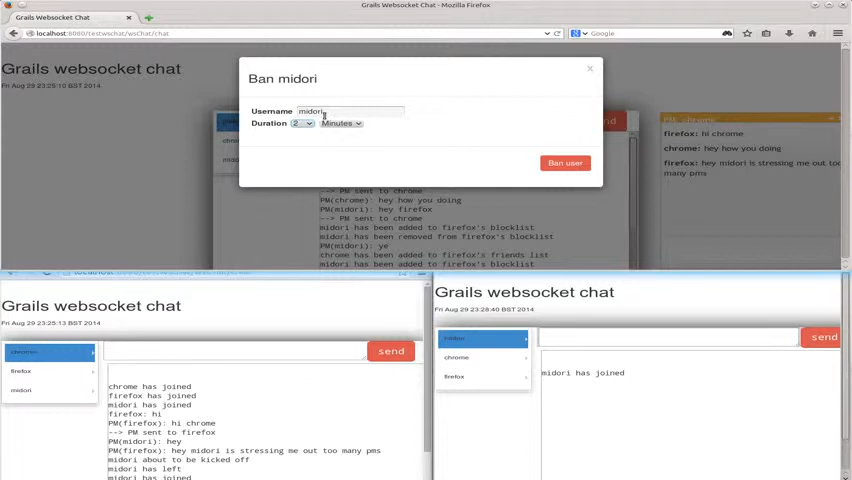 Grails Websocket Chat - Mozilla Firefox
Grails Websocket Chat
localhost:8080/testwschat/wsChat/chat
Google
Grails websocket chat
Fri Aug 29 23:25:10 BST 2014
Ban midori
x
Username midori
Duration 2 Minutes
Ban user
PM chrome
firefox: hi chrome
chrome: hey how you doing
firefox: hey midori is stressing me out too
many pms
--> PM sent to chrome
PM(chrome): hey how you doing
PM(midori): hey firefox
--> PM sent to chrome
midori has been added to firefox's blocklist
midori has been removed from firefox's blocklist
PM(midori): ye
chrome has been added to firefox's friends list
midori has been added to firefox's blocklist
Grails websocket chat
Fri Aug 29 23:25:13 BST 2014
chrome
firefox
midori
send
chrome has joined
firefox has joined
midori has joined
firefox: hi
PM(firefox): hi chrome
--> PM sent to firefox
PM(midori): hey
PM(firefox): hey midori is stressing me out too many pms
midori about to be kicked off
midori has left
midori has joined
Grails websocket chat
Fri Aug 29 23:28:40 BST 2014
midori
chrome
firefox
send
midori has joined